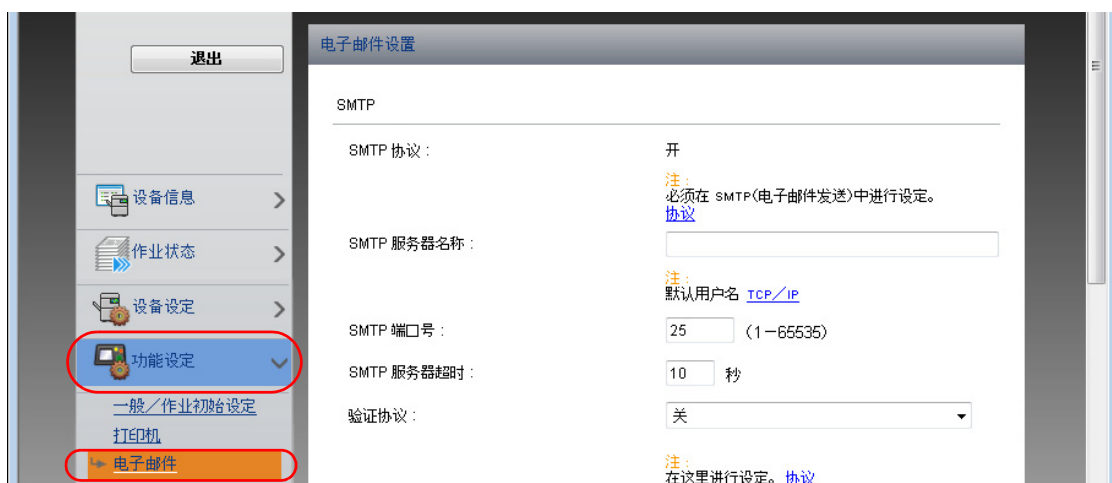 退出
设备信息
作业状态
设备设定
功能设定
一般／作业初始设定
打印机
电子邮件
电子邮件设置
SMTP
SMTP 协议 : 开
注 :
必须在 SMTP(电子邮件发送)中进行设定。
协议
SMTP 服务器名称 :
注 :
默认用户名 TCP／IP
SMTP 端口号 : 25 (1－65535)
SMTP 服务器超时 : 10 秒
验证协议 : 关
注 :
在这里进行设定。 协议